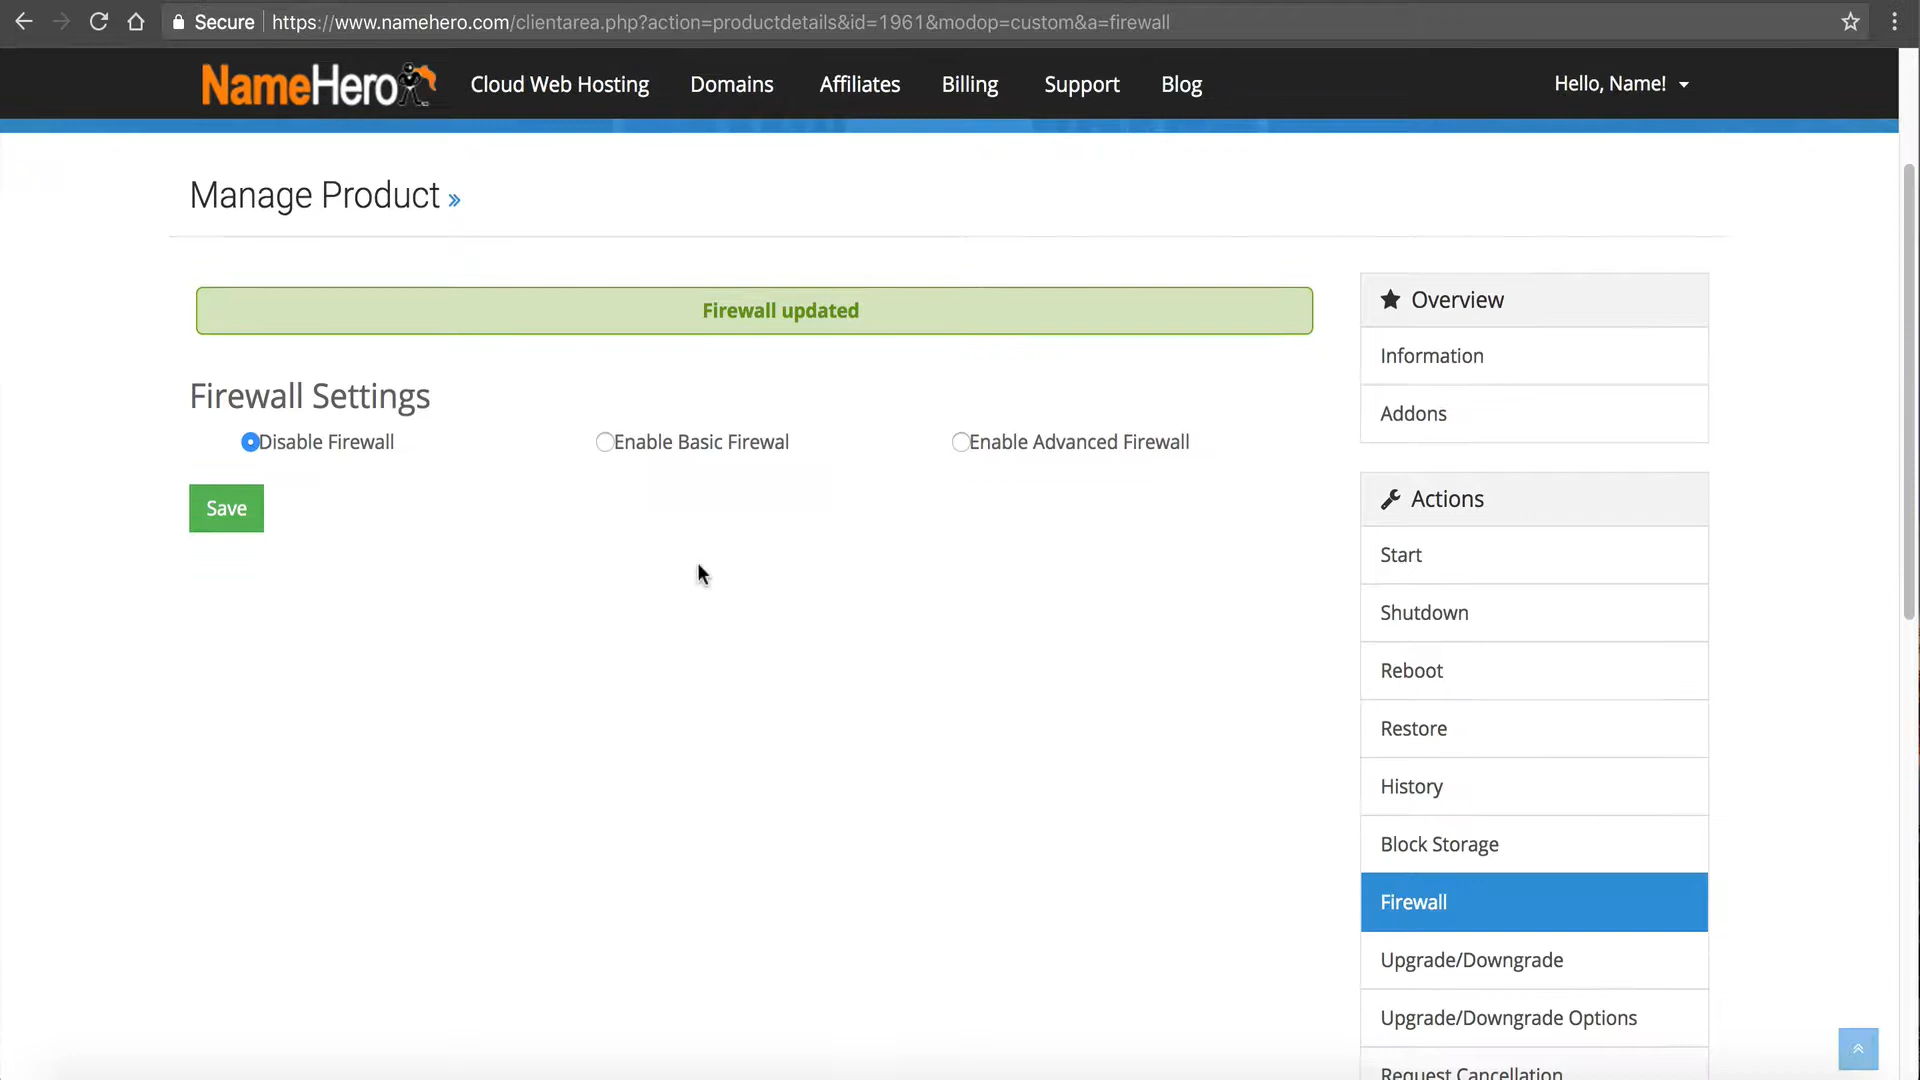 Secure https://www.namehero.com/clientarea.php?action=productdetails&id=1961&modop=custom&a=firewall
NameHero Cloud Web Hosting Domains Affiliates Billing Support Blog Hello, Name!
Manage Product »
Firewall updated
Firewall Settings
Disable Firewall Enable Basic Firewal Enable Advanced Firewall
Save
Overview
Information
Addons
Actions
Start
Shutdown
Reboot
Restore
History
Block Storage
Firewall
Upgrade/Downgrade
Upgrade/Downgrade Options
Request Cancellation